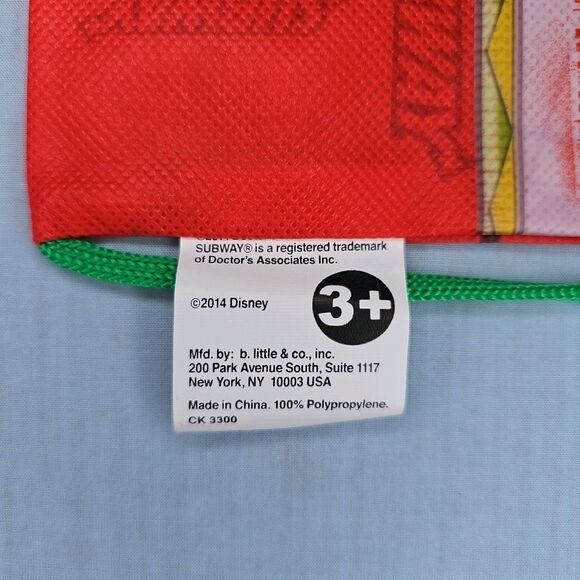 SUBWAY® is a registered trademark
of Doctor's Associates Inc.
©2014 Disney
3+
Mfd. by: b. little & co., inc.
200 Park Avenue South, Suite 1117
New York, NY 10003 USA
Made in China. 100% Polypropylene.
CK 3300